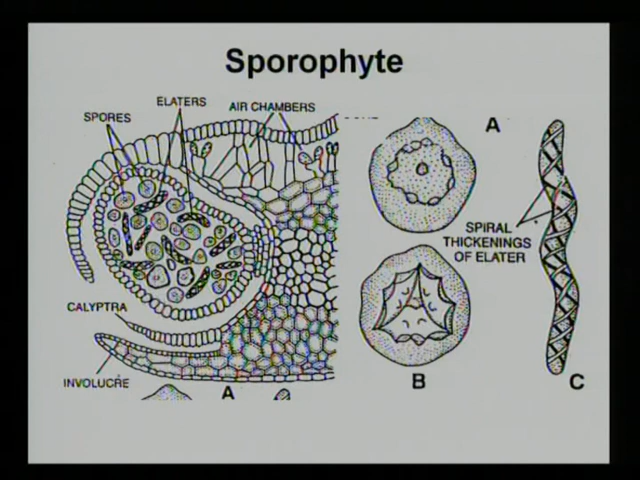 Sporophyte
SPORES
ELATERS
AIR CHAMBERS
A
SPIRAL
THICKENINGS
OF ELATER
CALYPTRA
INVOLUCRE
A
B
C